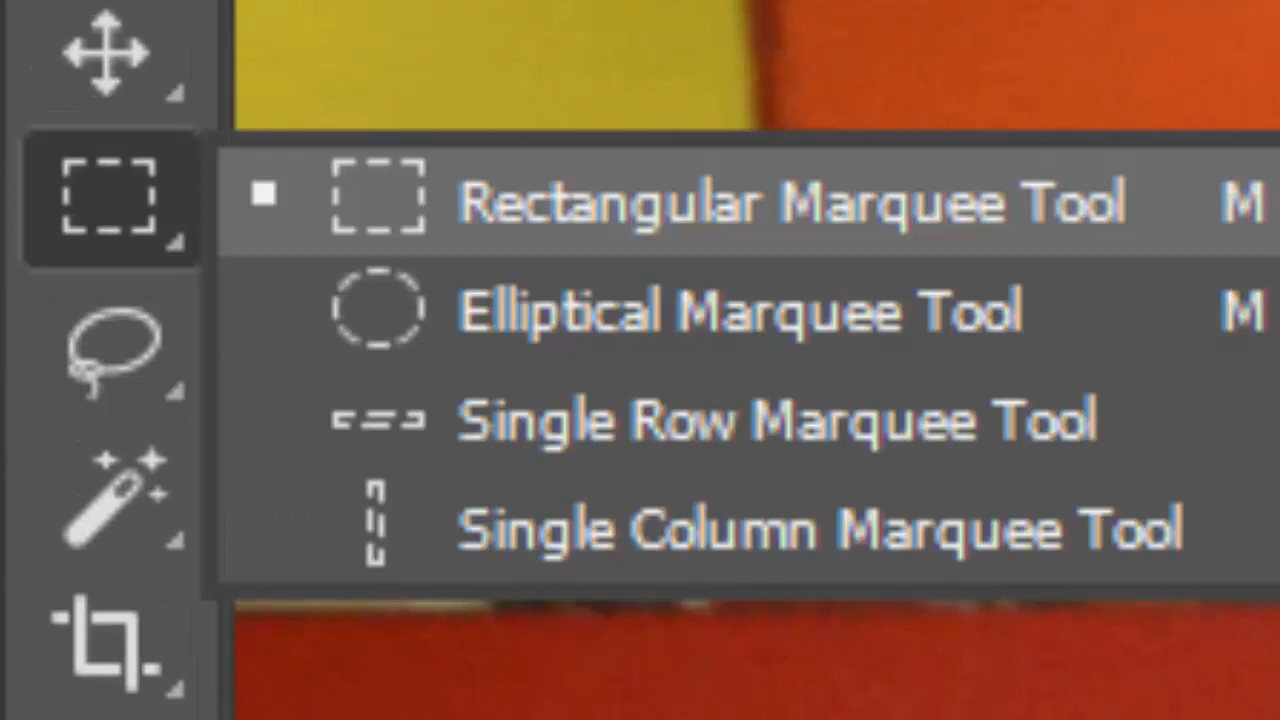 Rectangular Marquee Tool M
Elliptical Marquee Tool M
Single Row Marquee Tool
Single Column Marquee Tool